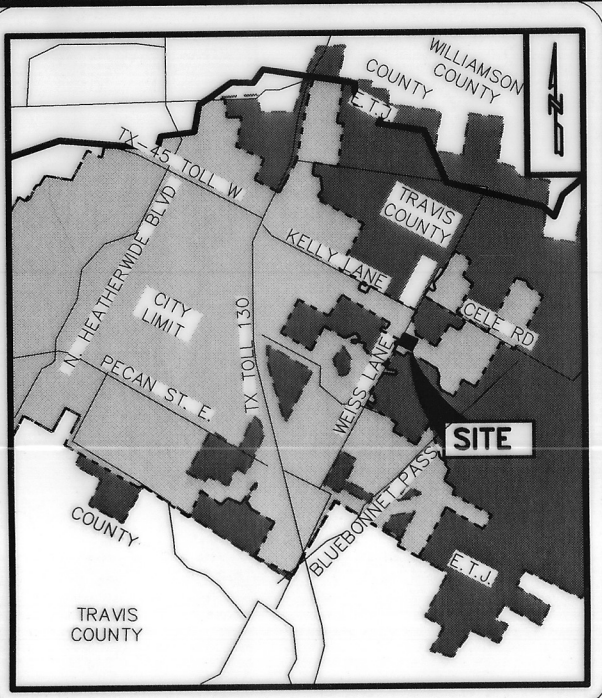 WILLIAMSON
COUNTY
COUNTY
E.T.J.
N
TX-45 TOLL W
TRAVIS
COUNTY
N. HEATHERWIDE BLVD
KELLY LANE
CITY
LIMIT
TX TOLL 130
CELE RD
WEISS LANE
PECAN ST. E.
SITE
BLUEBONNET PASS
COUNTY
E.T.J.
TRAVIS
COUNTY